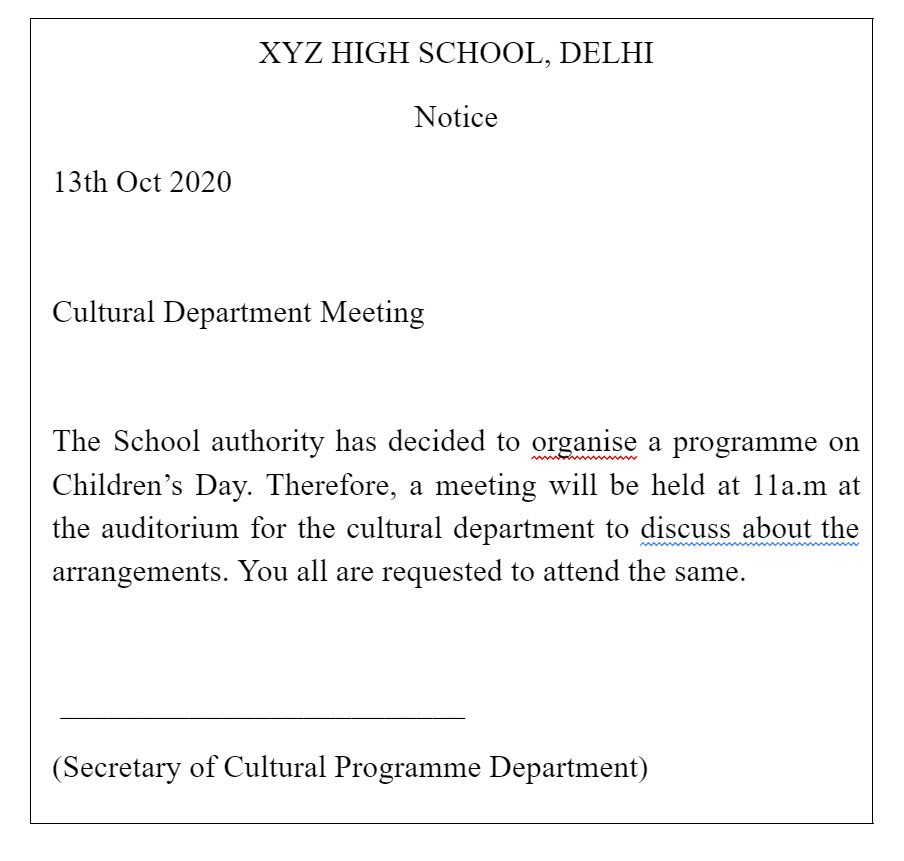 XYZ HIGH SCHOOL, DELHI
Notice
13th Oct 2020
Cultural Department Meeting
The School authority has decided to organise a programme on
Children’s Day. Therefore, a meeting will be held at 11a.m at
the auditorium for the cultural department to discuss about the
arrangements. You all are requested to attend the same.
(Secretary of Cultural Programme Department)